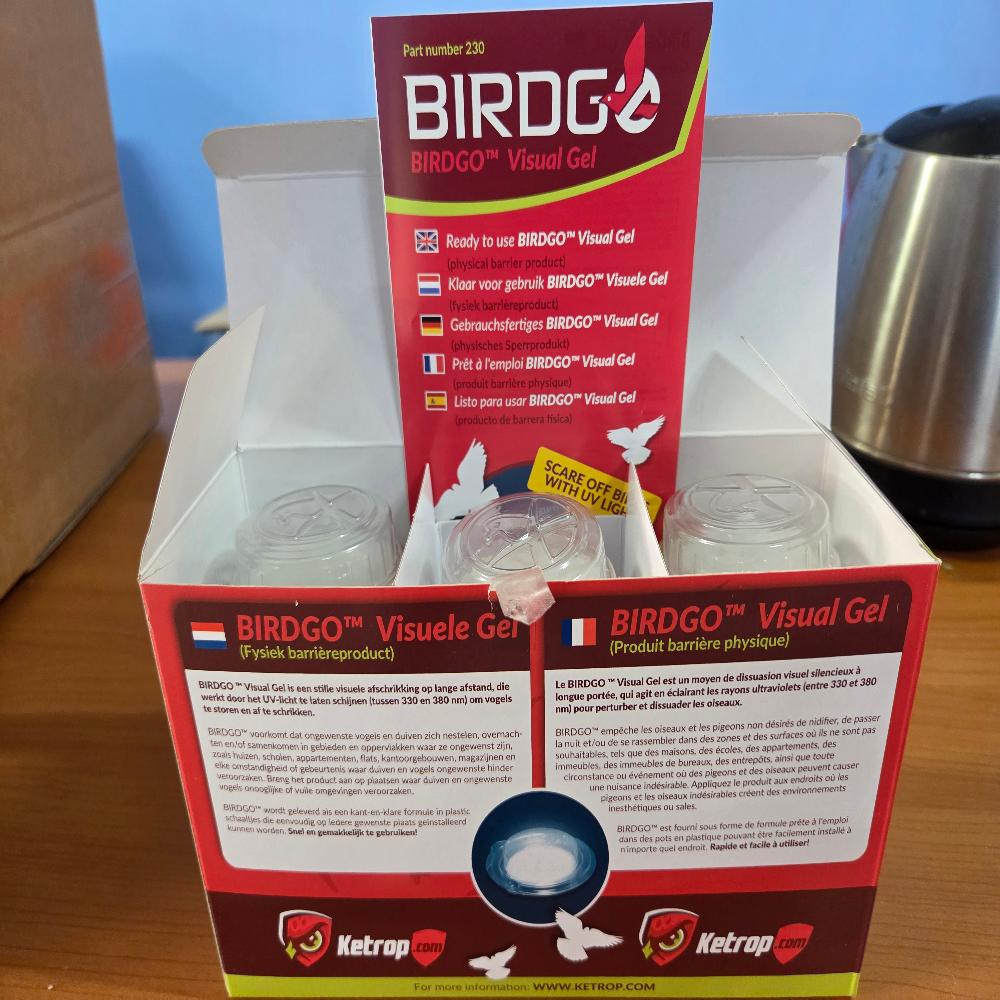 Part number 230
BIRDGO
BIRDGO™ Visual Gel
Ready to use BIRDGO™ Visual Gel
(physical barrier product)
Klaar voor gebruik BIRDGO™ Visuele Gel
(fysiek barrièreproduct)
Gebrauchsfertiges BIRDGO™ Visual Gel
(physisches Sperrprodukt)
Prêt à l'emploi BIRDGO™ Visual Gel
(produit barrière physique)
Listo para usar BIRDGO™ Visual Gel
(producto de barrera física)
SCARE OFF
WITH UV
BIRDGO™ Visuele Gel
(Fysiek barrièreproduct)
BIRDGO™ Visual Gel is een stille visuele afschrikking op lange afstand, die
werkt door het UV-licht te laten schijnen (tussen 330 en 380 nm) om vogels
te storen en af te schrikken.
BIRDGO™ voorkomt dat ongewenste vogels en duiven zich nestelen, overnach-
ten en/of samenkomen in gebieden en oppervlakken waar ze ongewenst zijn,
zoals huizen, scholen, appartementen, flats, kantoorgebouwen, magazijnen en
elke omstandigheid of gebeurtenis waar duiven en vogels ongewenste hinder
veroorzaken. Breng het product aan op plaatsen waar duiven en ongewenste
vogels onooglijke of vuile omgevingen veroorzaken.
BIRDGO™ wordt geleverd als een kant-en-klare formule in plastic
schaaltjes die eenvoudig op iedere gewenste plaats geïnstalleerd
kunnen worden. Snel en gemakkelijk te gebruiken!
BIRDGO™ Visual Gel
(Produit barrière physique)
Le BIRDGO ™ Visual Gel est un moyen de dissuasion visuel silencieux à
longue portée, qui agit en éclairant les rayons ultraviolets (entre 330 et 380
nm) pour perturber et dissuader les oiseaux.
BIRDGO™ empêche les oiseaux et les pigeons non désirés de nidifier, de passer
la nuit et/ou de se rassembler dans des zones et des surfaces où ils ne sont pas
souhaitables, tels que des maisons, des écoles, des appartements, des
immeubles, des immeubles de bureaux, des entrepôts, ainsi que toute
circonstance ou événement où des pigeons et des oiseaux peuvent causer
une nuisance indésirable. Appliquez le produit aux endroits où les
pigeons et les oiseaux indésirables créent des environnements
inesthétiques ou sales.
BIRDGO™ est fourni sous forme de formule prête à l'emploi
dans des pots en plastique pouvant être facilement installé à
n'importe quel endroit. Rapide et facile à utiliser!
Ketrop.com
Ketrop.com
For more information: WWW.KETROP.COM